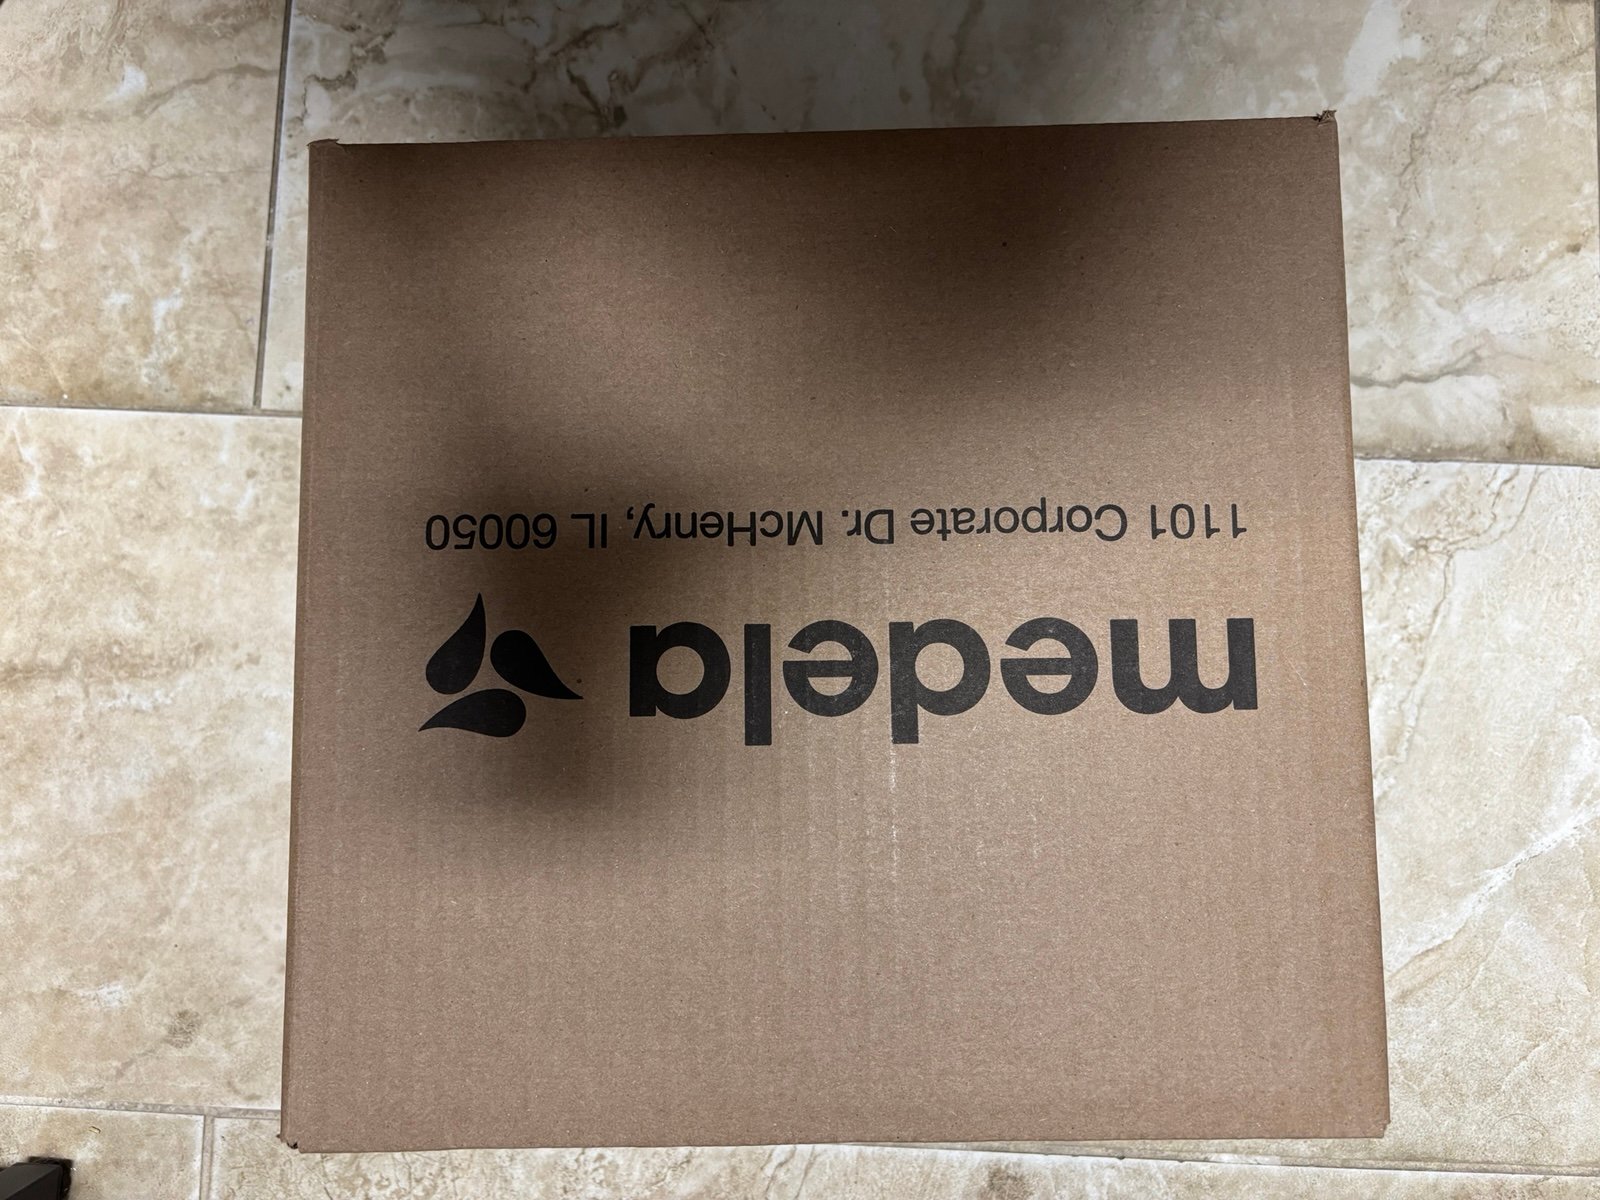 medela
1101 Corporate Dr. McHenry, IL 60050